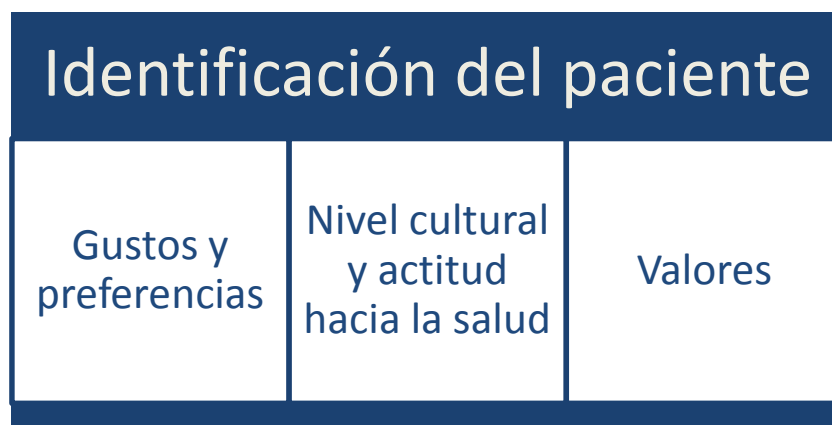 Identificación del paciente
Gustos y
preferencias
Nivel cultural
y actitud
hacia la salud
Valores